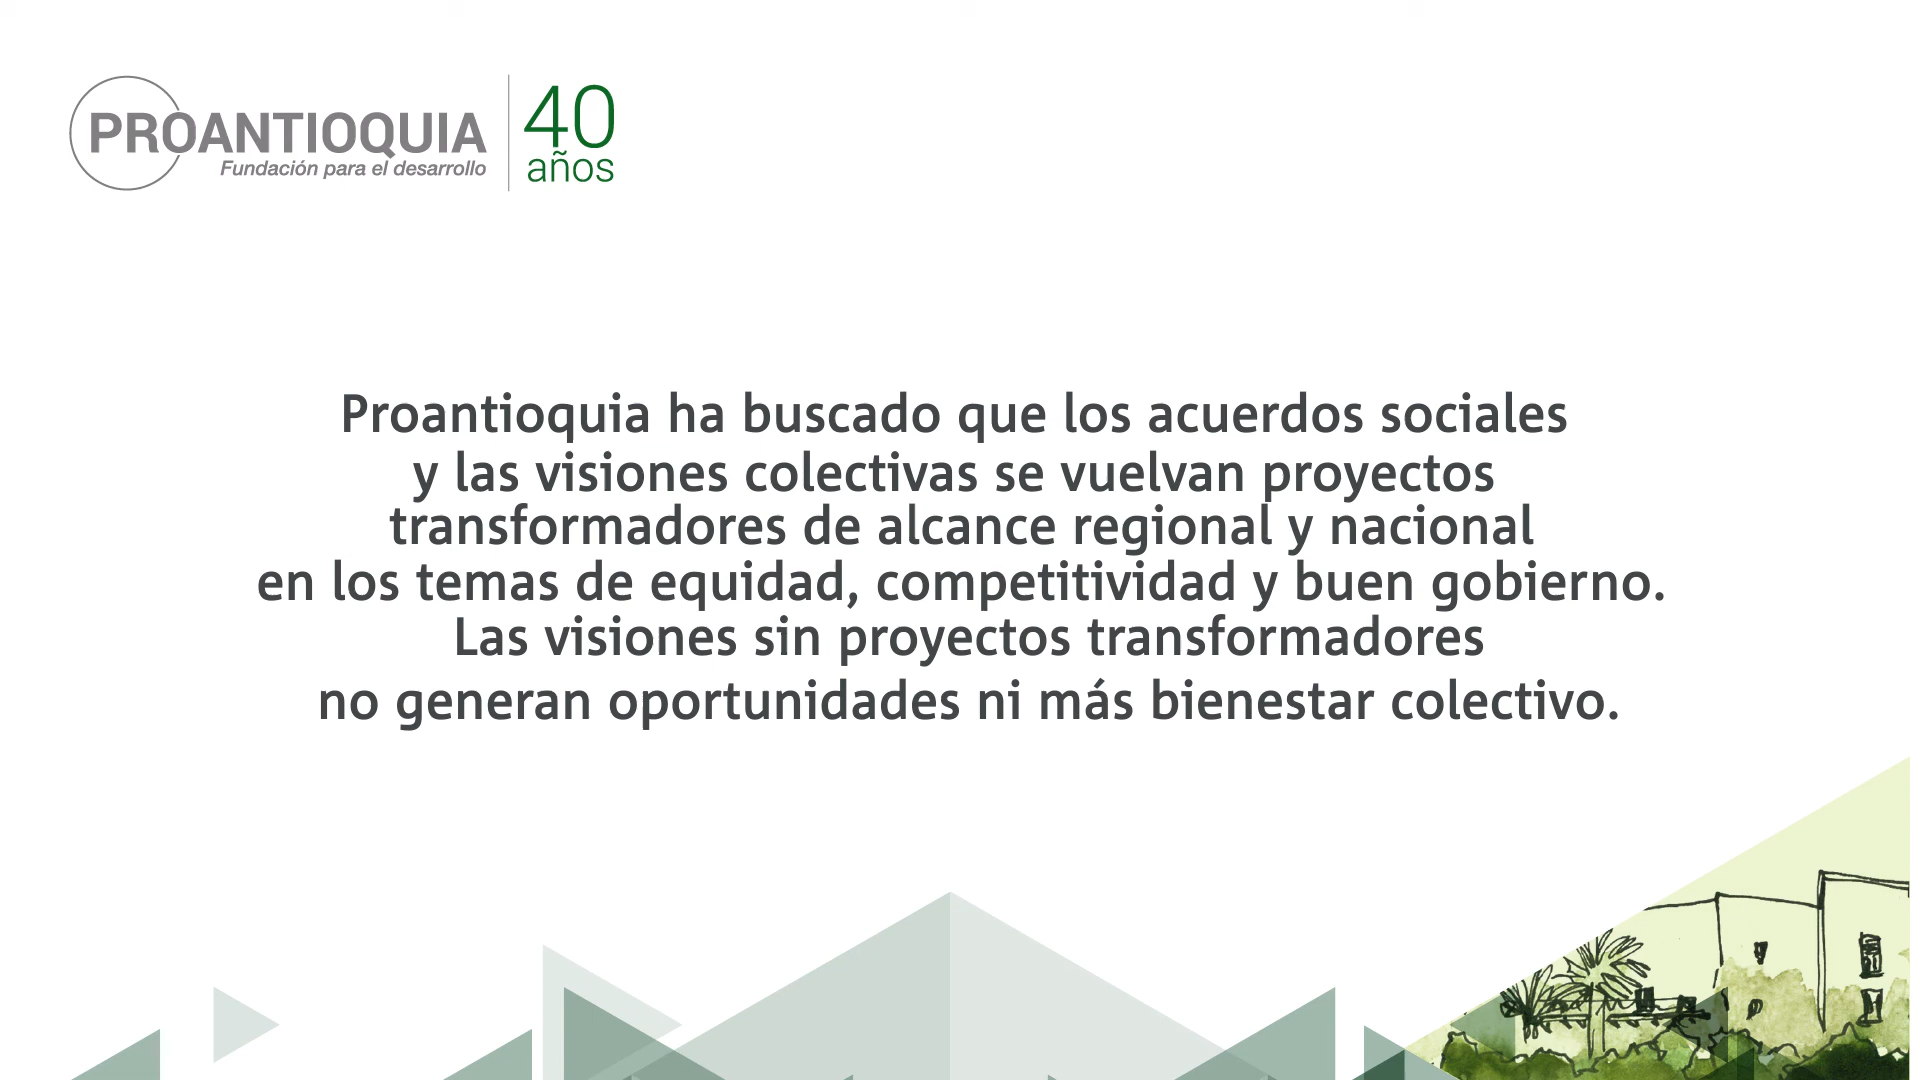 PROANTIOQUIA
Fundación para el desarrollo
40
años
Proantioquia ha buscado que los acuerdos sociales
y las visiones colectivas se vuelvan proyectos
transformadores de alcance regional y nacional
en los temas de equidad, competitividad y buen gobierno.
Las visiones sin proyectos transformadores
no generan oportunidades ni más bienestar colectivo.